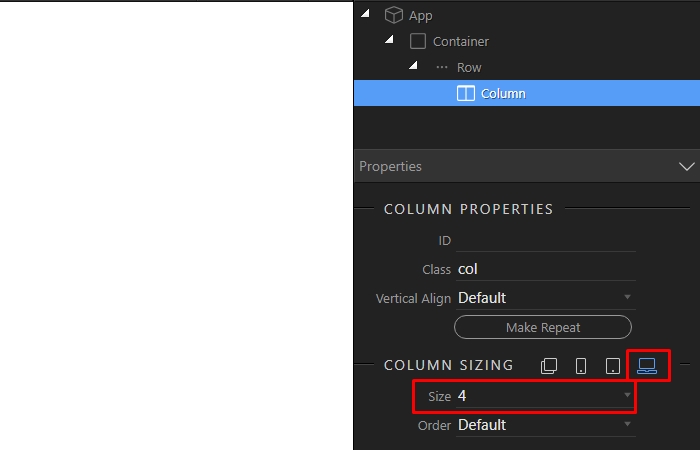 App
Container
Row
Column
Properties
COLUMN PROPERTIES
ID
Class col
Vertical Align Default
Make Repeat
COLUMN SIZING
Size 4
Order Default